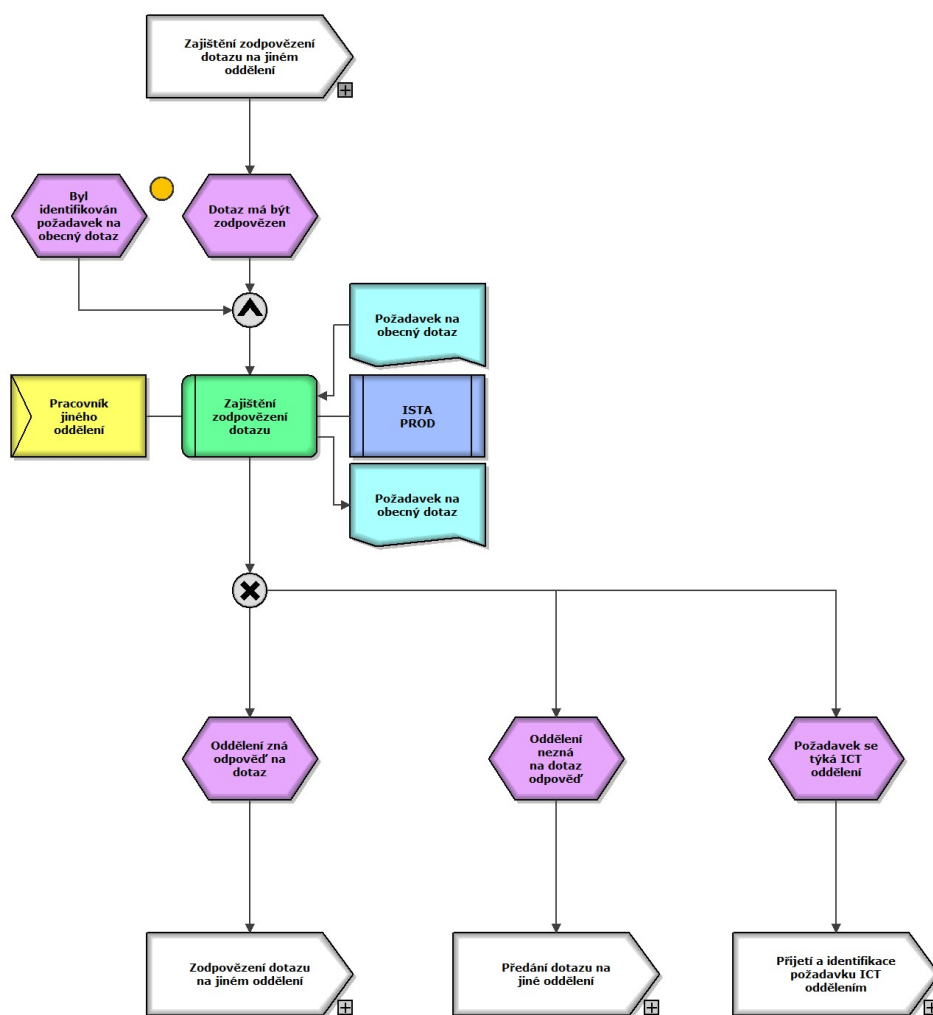 Zajištění zodpovězení
dotazu na jiném
oddělení
Byl
identifikován
požadavek na
obecný dotaz
Dotaz má být
zodpovězen
Požadavek na
obecný dotaz
Pracovník
jiného
oddělení
Zajištění
zodpovězení
dotazu
ISTA
PROD
Požadavek na
obecný dotaz
Oddělení zná
odpověď na
dotaz
Oddělení
nezná
na dotaz
odpověď
Požadavek se
týká ICT
oddělení
Zodpovězení dotazu
na jiném oddělení
Předání dotazu na
jiné oddělení
Přijetí a identifikace
požadavku ICT
oddělením